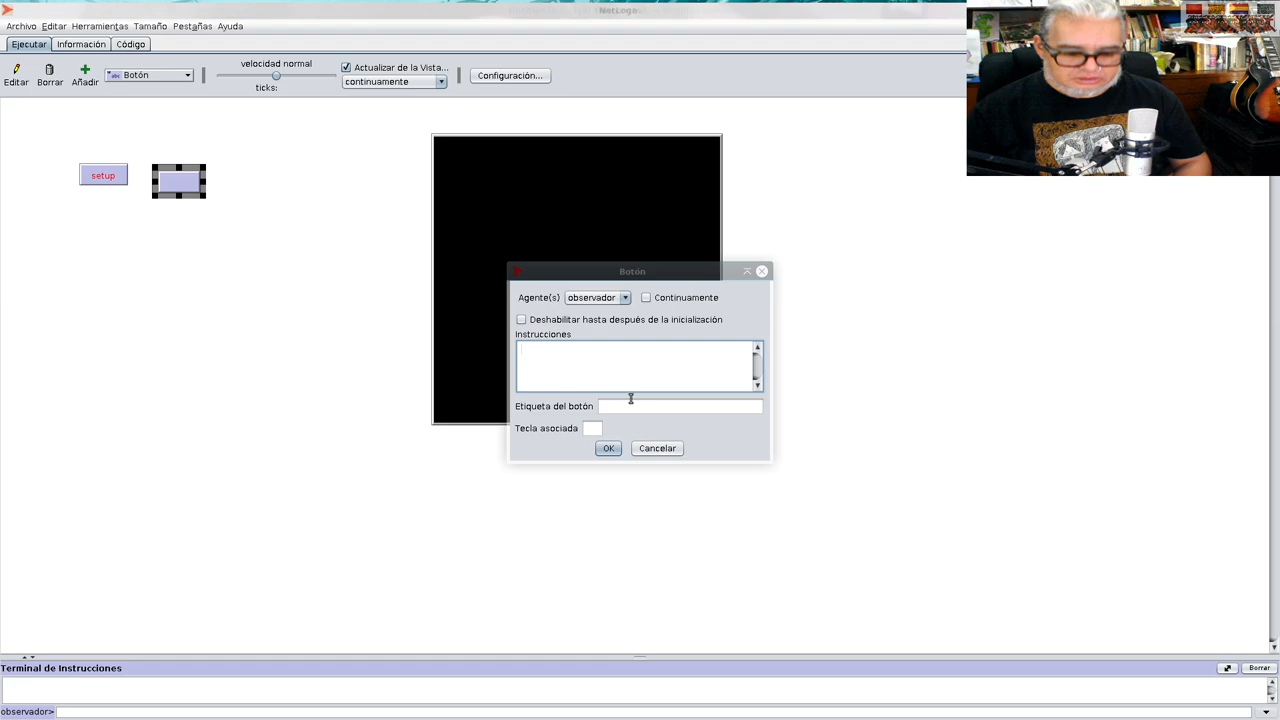 NetLogo
Archivo Editar Herramientas Tamaño Pestañas Ayuda
Ejecutar Información Código
Editar Borrar Añadir
abc Botón
velocidad normal
ticks:
Actualizar de la Vista...
continuamente
Configuración...
setup
Botón
Agente(s) observador Continuamente
Deshabilitar hasta después de la inicialización
Instrucciones
Etiqueta del botón
Tecla asociada
OK Cancelar
Terminal de Instrucciones
Borrar
observador>